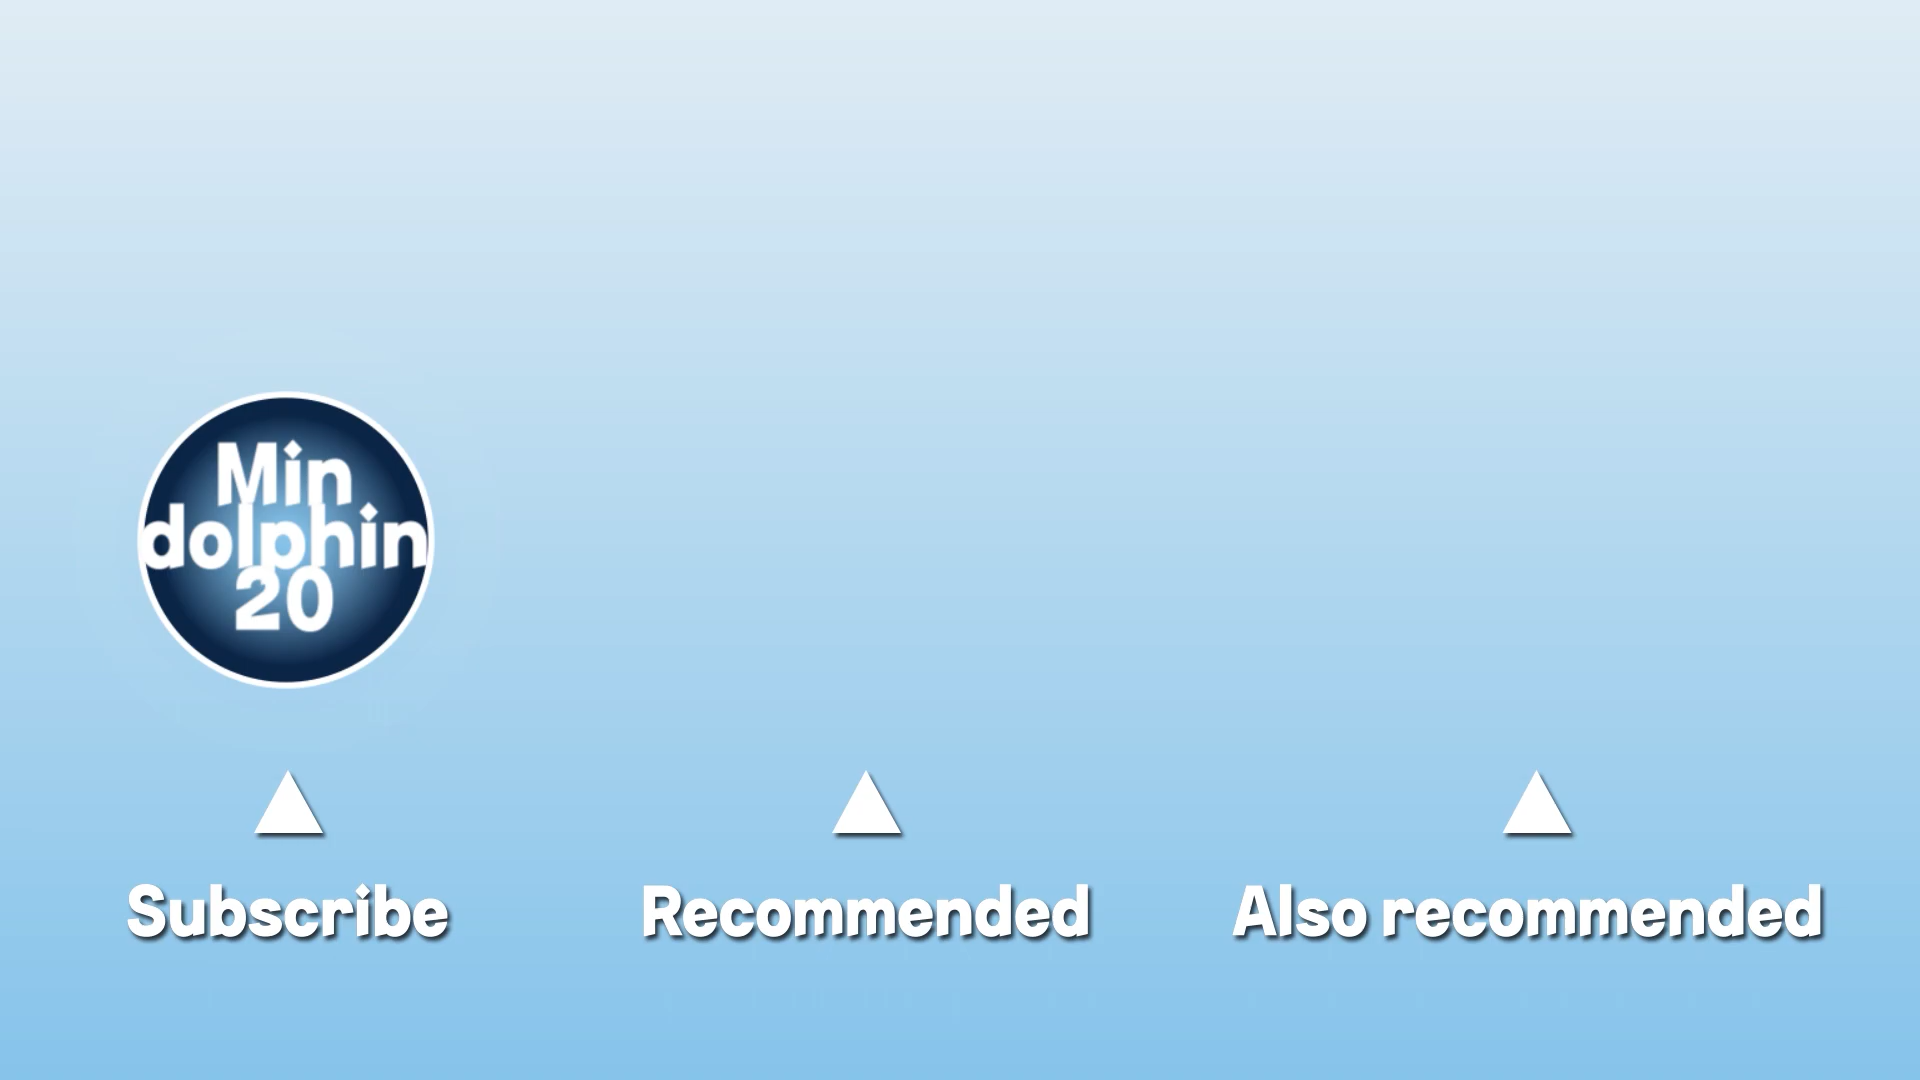 Min
dolphin
20
Subscribe
Recommended
Also recommended